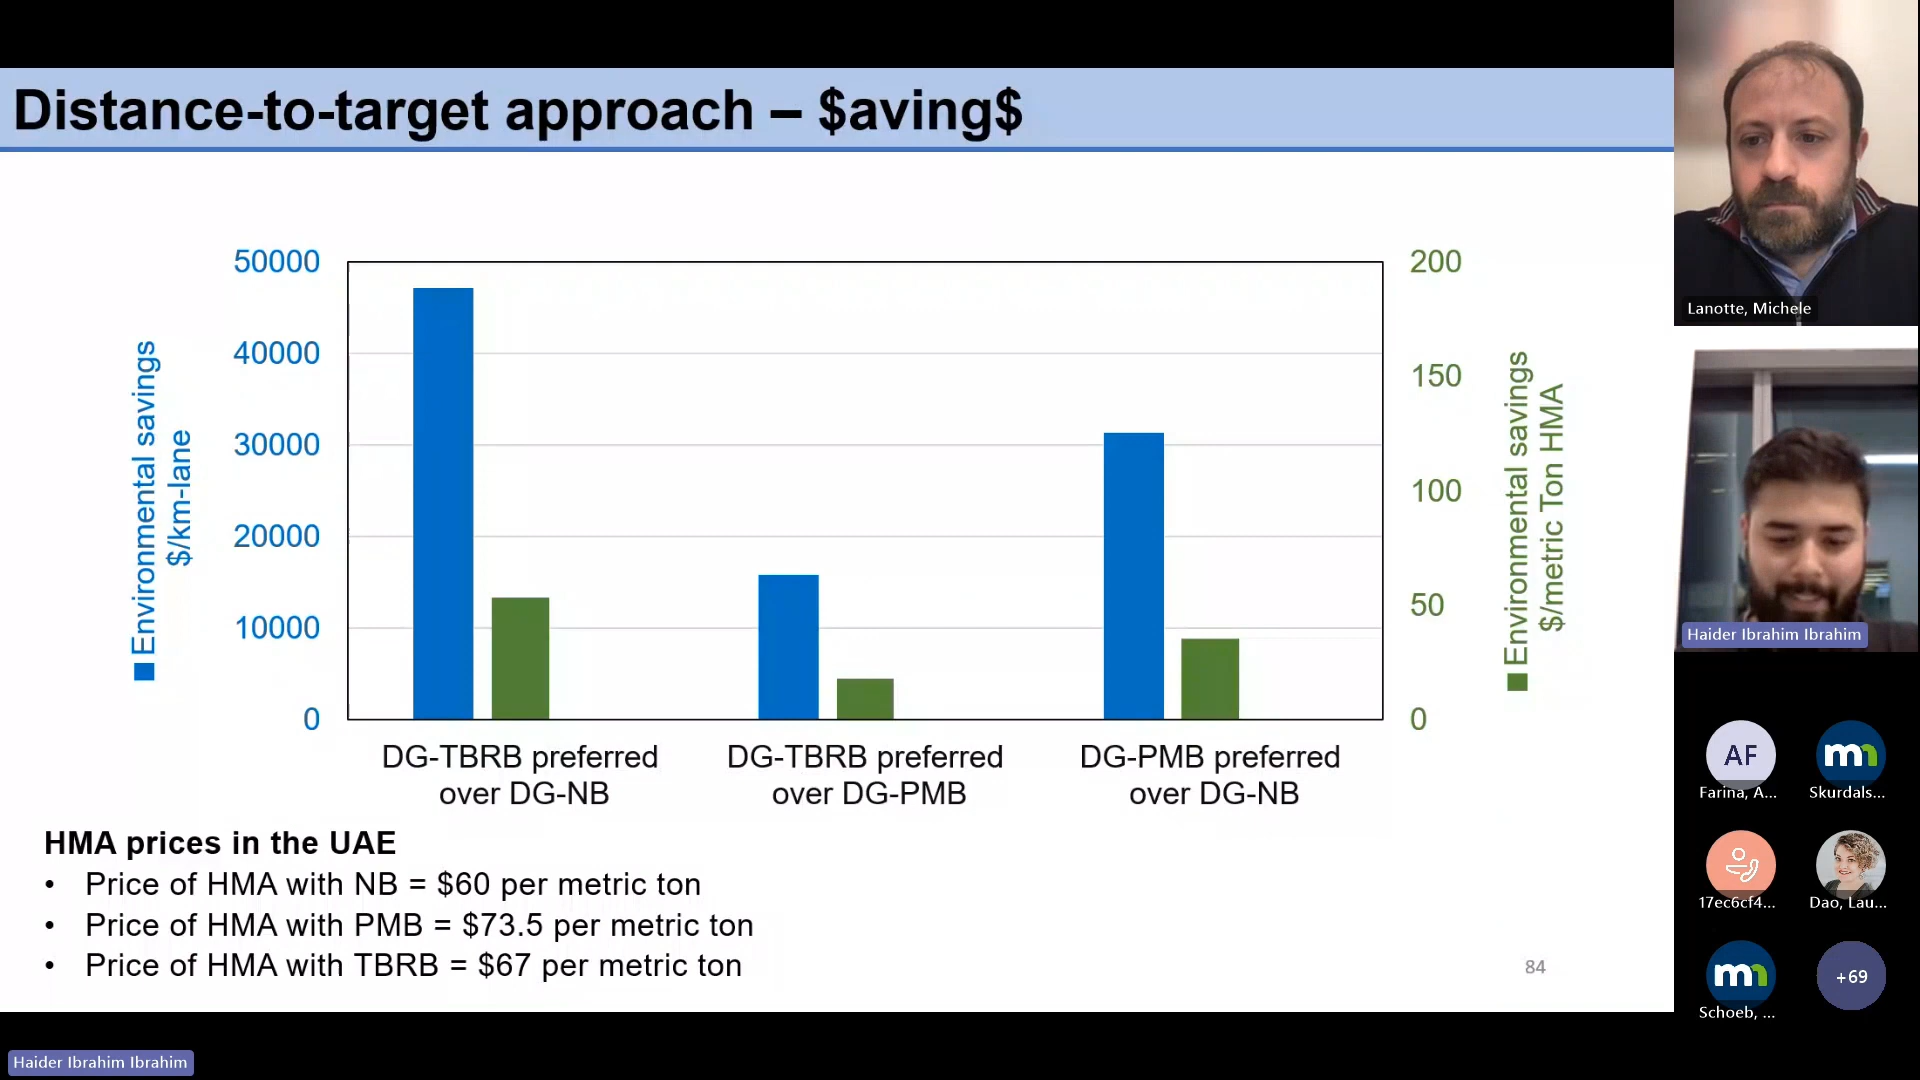 Distance-to-target approach – $aving$
Environmental savings
$/km-lane
50000
40000
30000
20000
10000
0
200
150
100
50
0
Environmental savings
$/metric Ton HMA
DG-TBRB preferred
over DG-NB
DG-TBRB preferred
over DG-PMB
DG-PMB preferred
over DG-NB
HMA prices in the UAE
• Price of HMA with NB = $60 per metric ton
• Price of HMA with PMB = $73.5 per metric ton
• Price of HMA with TBRB = $67 per metric ton
84
Lanotte, Michele
Haider Ibrahim Ibrahim
AF
Farina, A...
mn
Skurdals...
17ec6cf4...
Dao, Lau...
mn
Schoeb, ...
+69
Haider Ibrahim Ibrahim